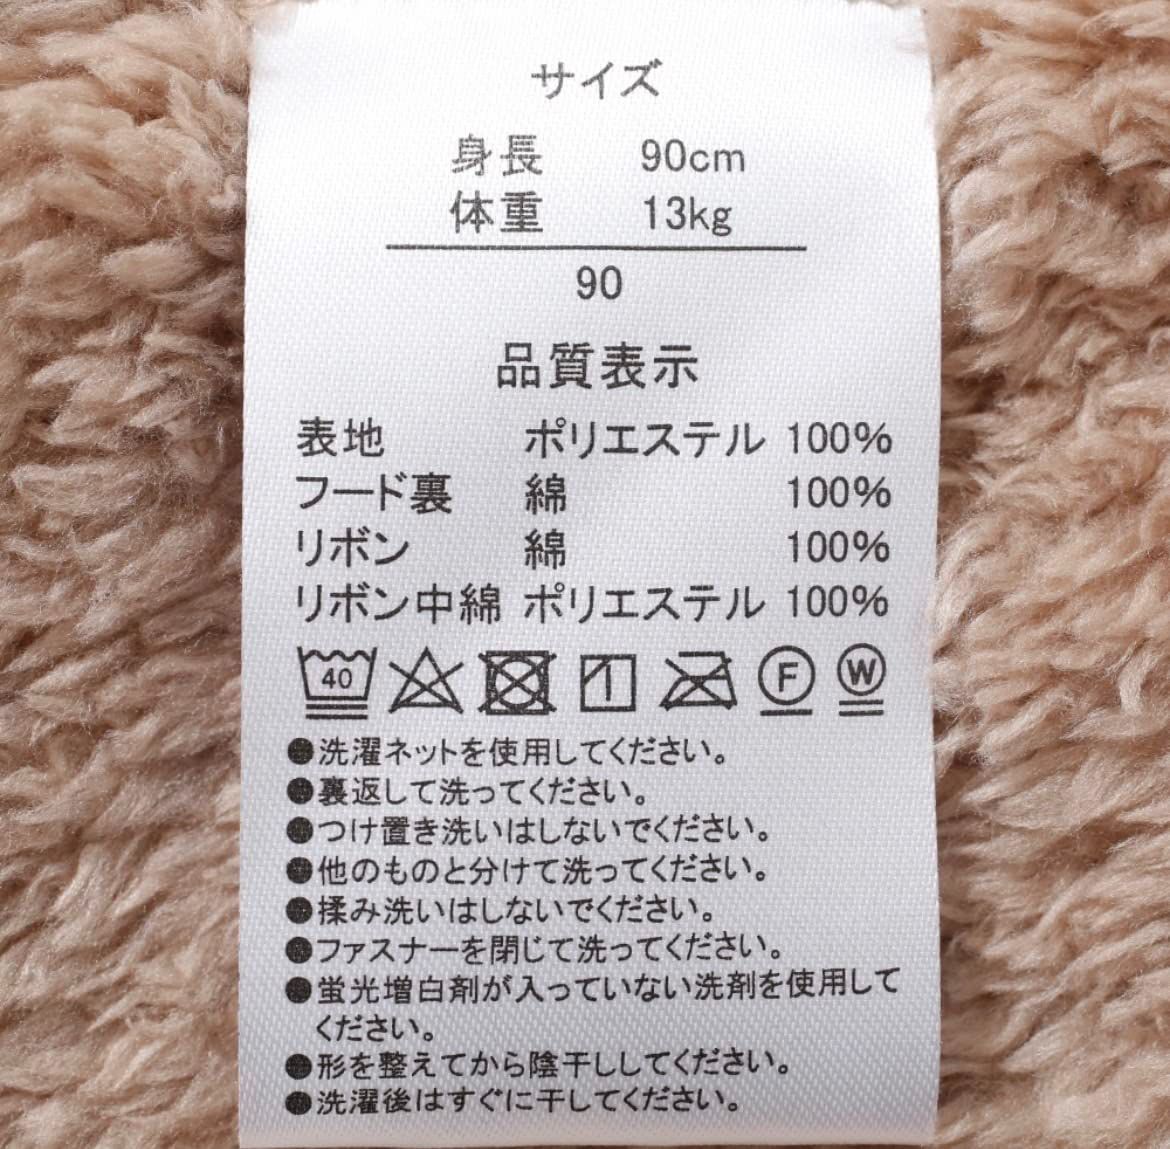 サイズ
身長 90cm
体重 13kg
90
品質表示
表地 ポリエステル 100%
フード裏 綿 100%
リボン 綿 100%
リボン中綿 ポリエステル 100%
40 F W
●洗濯ネットを使用してください。
●裏返して洗ってください。
●つけ置き洗いはしないでください。
●他のものと分けて洗ってください。
●揉み洗いはしないでください。
●ファスナーを閉じて洗ってください。
●蛍光増白剤が入っていない洗剤を使用して
ください。
●形を整えてから陰干ししてください。
●洗濯後はすぐに干してください。